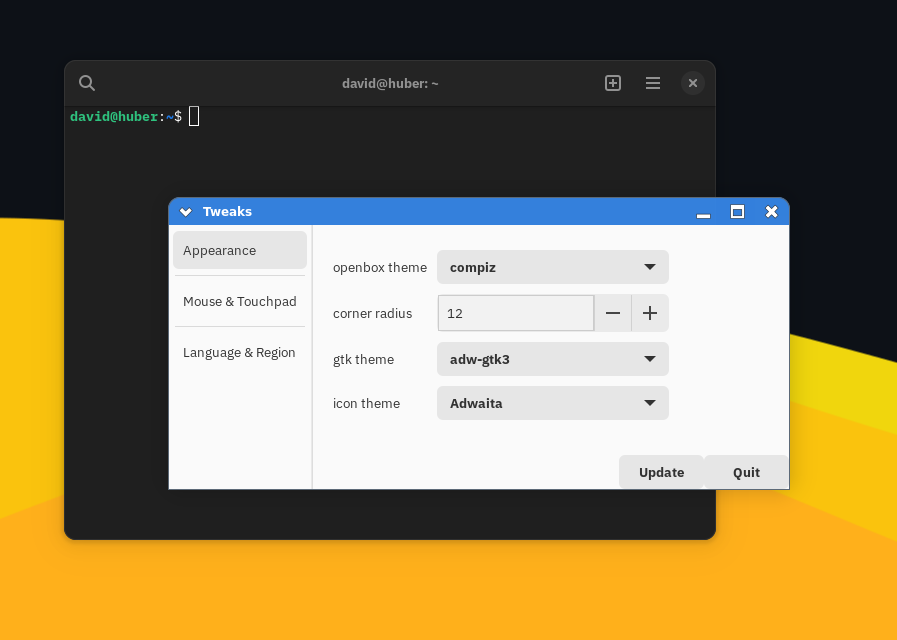 david@huber: ~
david@huber:~$
Tweaks
Appearance
Mouse & Touchpad
Language & Region
openbox theme compiz
corner radius 12
gtk theme adw-gtk3
icon theme Adwaita
Update Quit